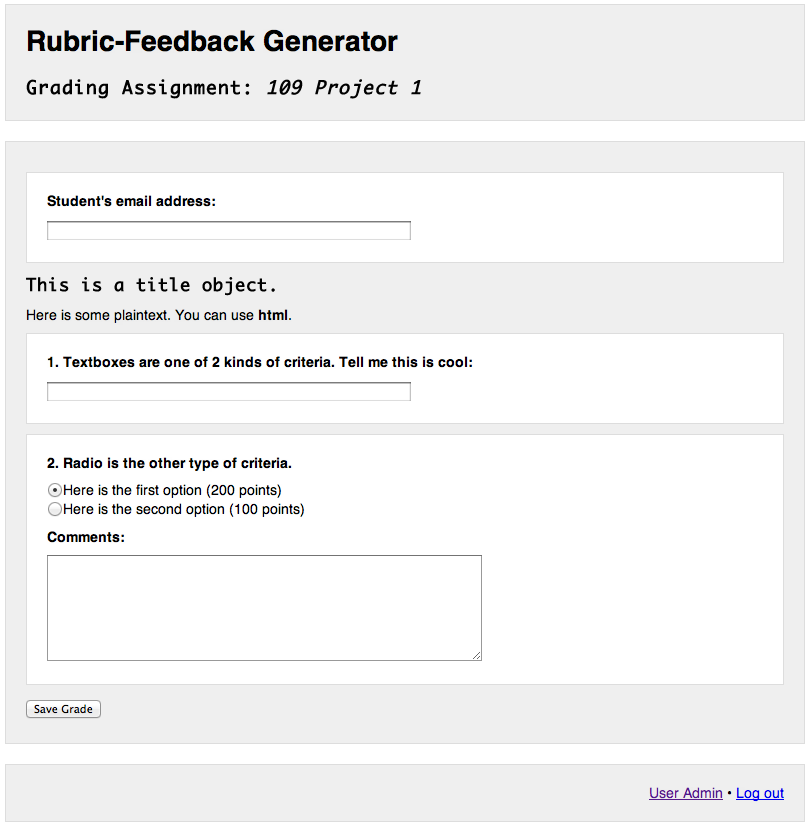 Rubric-Feedback Generator
Grading Assignment: 109 Project 1
Student's email address:
This is a title object.
Here is some plaintext. You can use html.
1. Textboxes are one of 2 kinds of criteria. Tell me this is cool:
2. Radio is the other type of criteria.
Here is the first option (200 points)
Here is the second option (100 points)
Comments:
Save Grade
User Admin • Log out